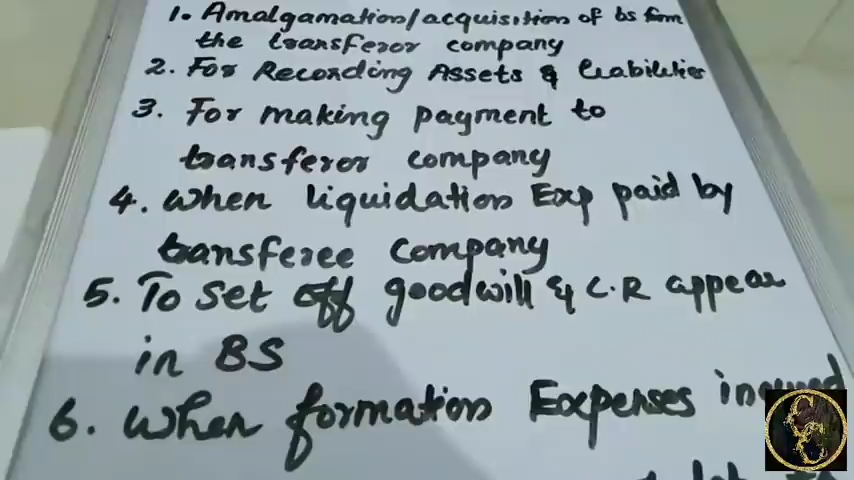 1. Amalgamation/acquisition of bs from
the transferor company
2. For Recording Assets & liabilities
3. For making payment to
transferor company
4. when liquidation Exp paid by
transferee company
5. To set off goodwill & C.R appear
in BS
6. when formation Expenses incurred